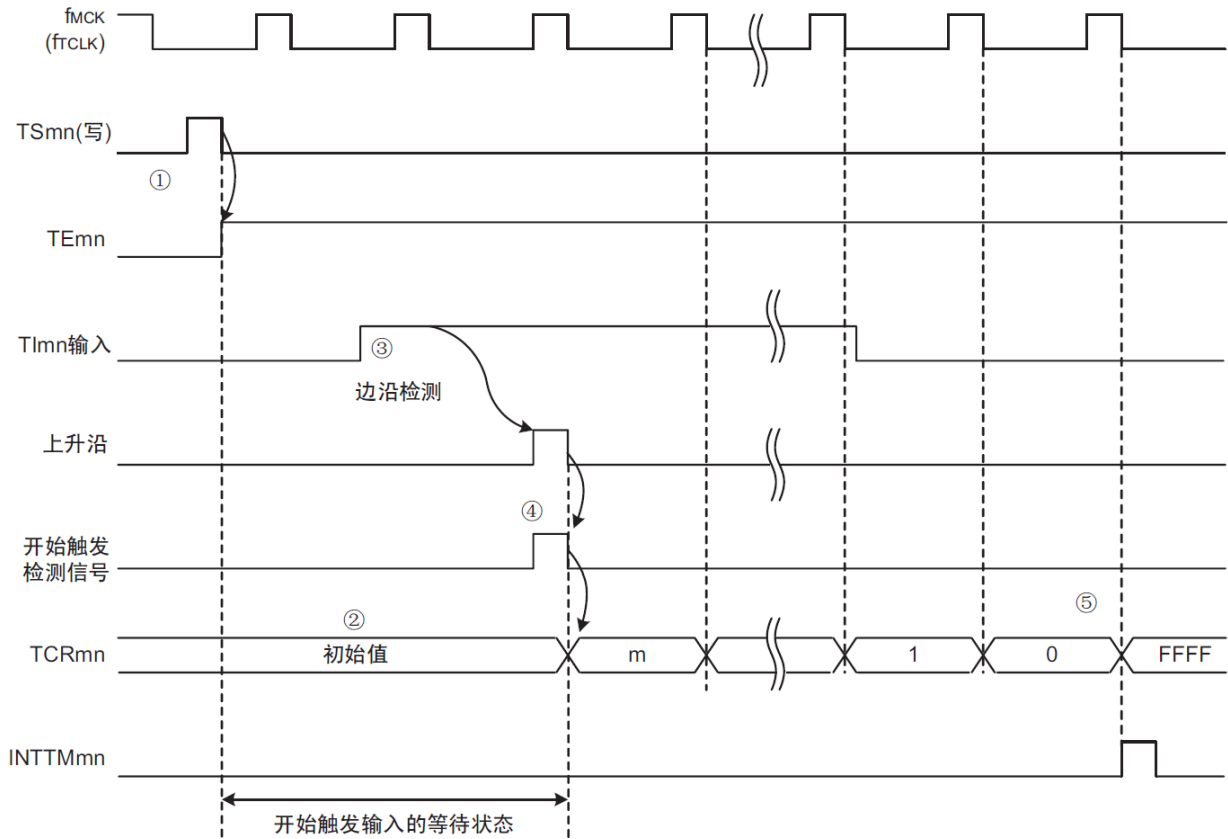 fMCK
(fTCLK)
TSmn(写)
①
TEmn
TImn输入
③
边沿检测
上升沿
④
开始触发
检测信号
②
⑤
TCRmn
初始值
m
1
0
FFFF
INTTMmn
开始触发输入的等待状态